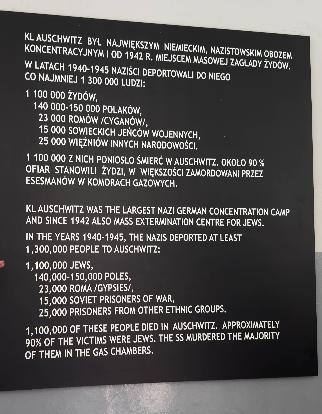 KL AUSCHWITZ BYŁ NAJWIĘKSZYM NIEMIECKIM, NAZISTOWSKIM OBOZEM
KONCENTRACYJNYM I OD 1942 R. MIEJSCEM MASOWEJ ZAGŁADY ŻYDÓW.
W LATACH 1940-1945 NAZIŚCI DEPORTOWALI DO NIEGO
CO NAJMNIEJ 1 300 000 LUDZI:
1 100 000 ŻYDÓW,
140 000-150 000 POLAKÓW,
23 000 ROMÓW /CYGANÓW/,
15 000 SOWIECKICH JEŃCÓW WOJENNYCH,
25 000 WIĘŹNIÓW INNYCH NARODOWOŚCI.
1 100 000 Z NICH PONIOSŁO ŚMIERĆ W AUSCHWITZ. OKOŁO 90 %
OFIAR STANOWILI ŻYDZI, W WIĘKSZOŚCI ZAMORDOWANI PRZEZ
ESESMANÓW W KOMORACH GAZOWYCH.
KL AUSCHWITZ WAS THE LARGEST NAZI GERMAN CONCENTRATION CAMP
AND SINCE 1942 ALSO MASS EXTERMINATION CENTRE FOR JEWS.
IN THE YEARS 1940-1945, THE NAZIS DEPORTED AT LEAST
1,300,000 PEOPLE TO AUSCHWITZ:
1,100,000 JEWS,
140,000-150,000 POLES,
23,000 ROMA /GYPSIES/,
15,000 SOVIET PRISONERS OF WAR,
25,000 PRISONERS FROM OTHER ETHNIC GROUPS.
1,100,000 OF THESE PEOPLE DIED IN AUSCHWITZ. APPROXIMATELY
90% OF THE VICTIMS WERE JEWS. THE SS MURDERED THE MAJORITY
OF THEM IN THE GAS CHAMBERS.